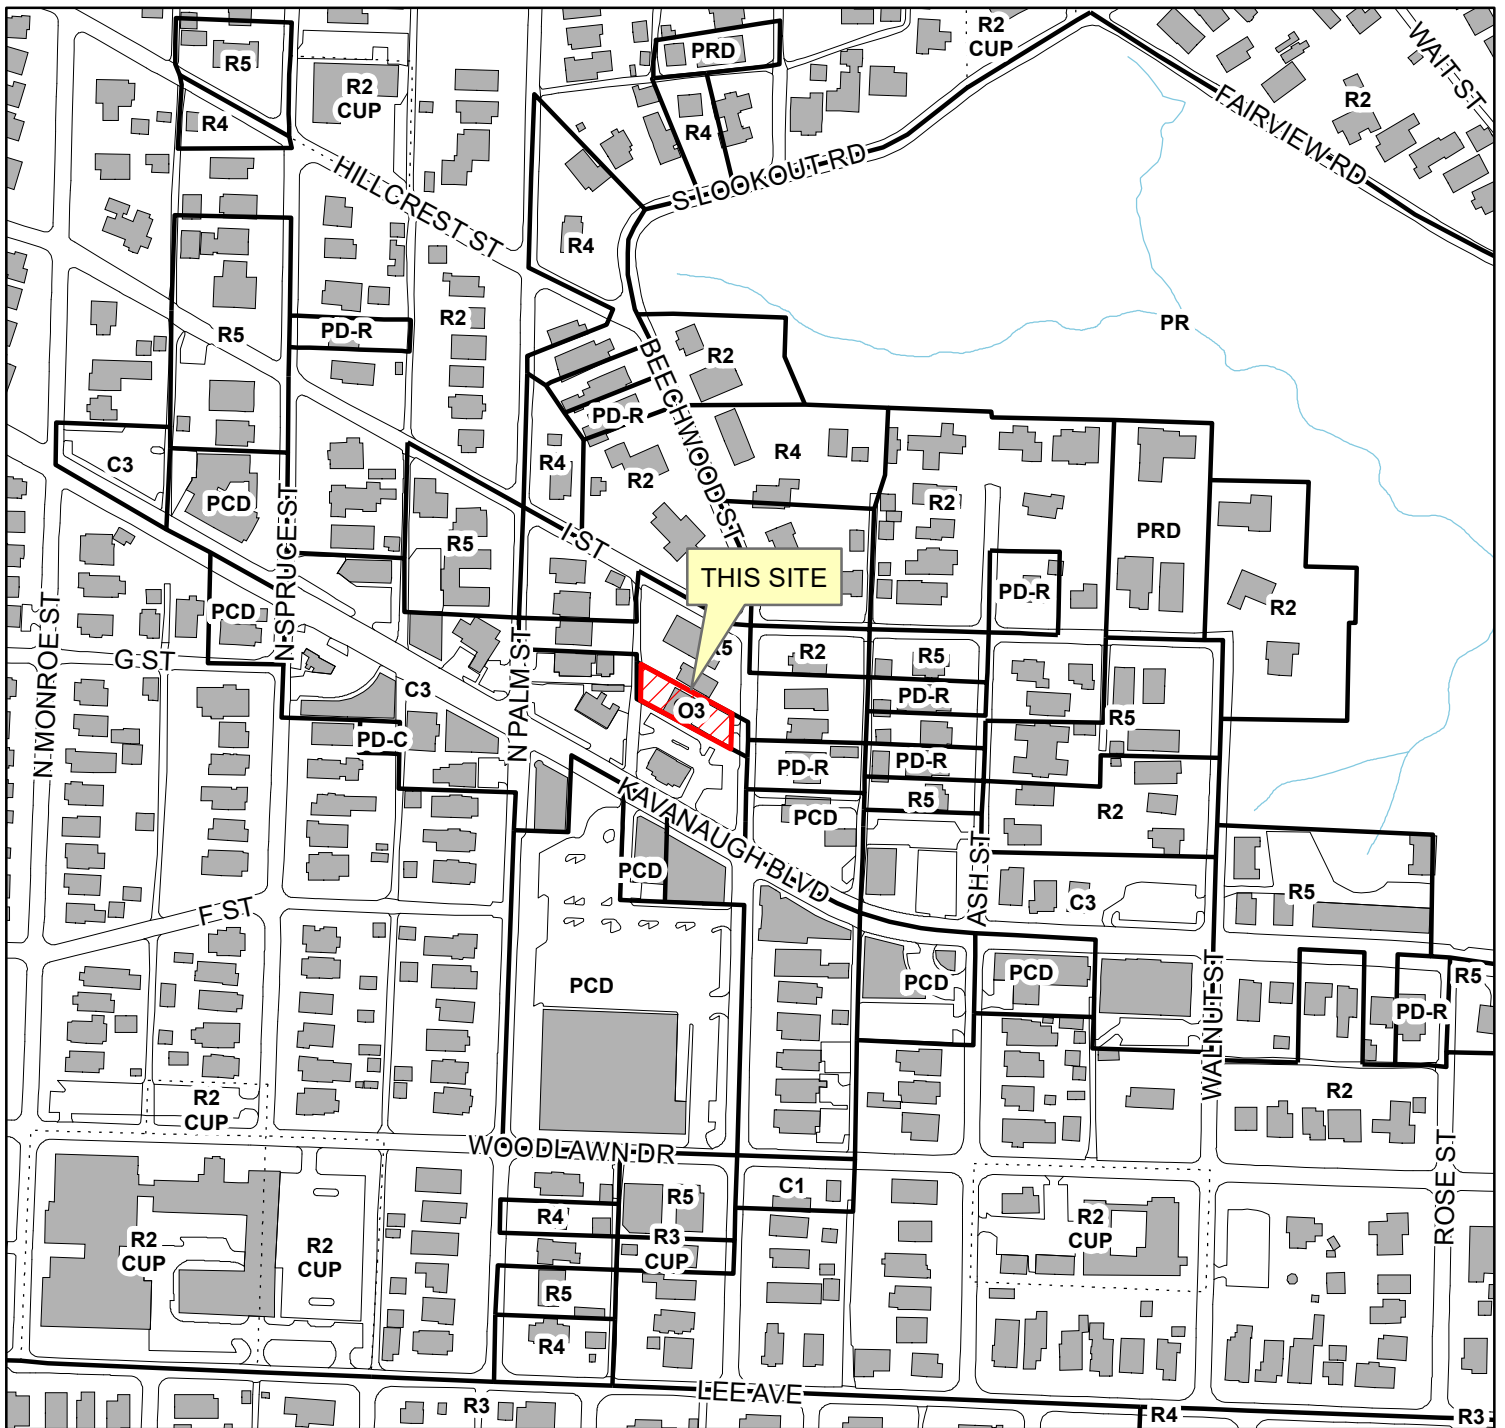 R2
CUP
PRD
R5
R2
CUP
WAIT ST
R2
FAIRVIEW RD
R4
R4
HILLCREST ST
S LOOKOUT RD
R4
R5
PD-R
R2
PR
BEECHWOOD ST
R2
PD-R
C3
PCD
R4
R2
R4
R2
N SPRUCE ST
I ST
R5
PRD
THIS SITE
PD-R
R2
N MONROE ST
PCD
G ST
N PALM ST
R5
R2
R5
C3
PD-R
O3
R5
PD-C
PD-R
PD-R
KAVANAUGH BLVD
R5
R2
PCD
PCD
ASH ST
C3
R5
F ST
PCD
PCD
PCD
WALNUT ST
R5
PD-R
R2
CUP
R2
WOODLAWN DR
ROSE ST
C1
R5
R4
R3
CUP
R2
CUP
R2
CUP
R2
CUP
R5
R4
LEE AVE
R3
R4
R3